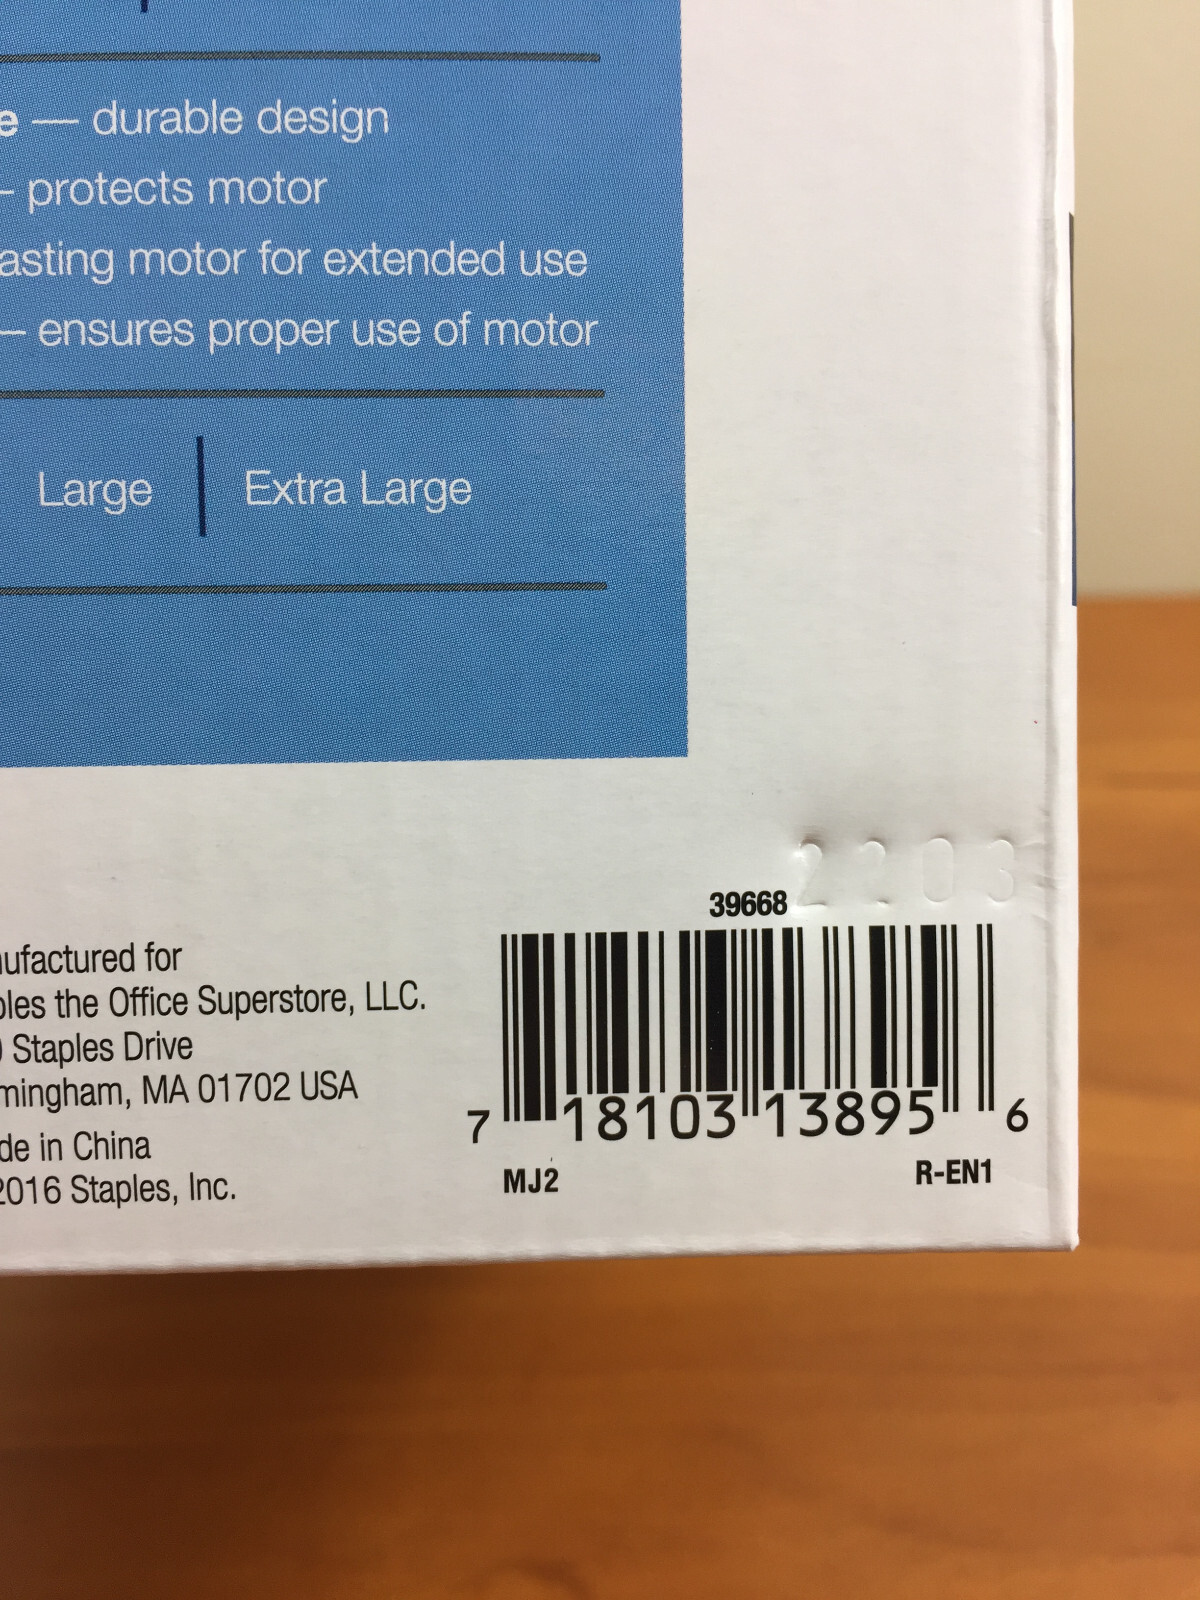 e — durable design
– protects motor
asting motor for extended use
— ensures proper use of motor
Large | Extra Large
2203
39668
ufactured for
ples the Office Superstore, LLC.
Staples Drive
mingham, MA 01702 USA
de in China
2016 Staples, Inc.
7 18103 13895 6
MJ2 R-EN1